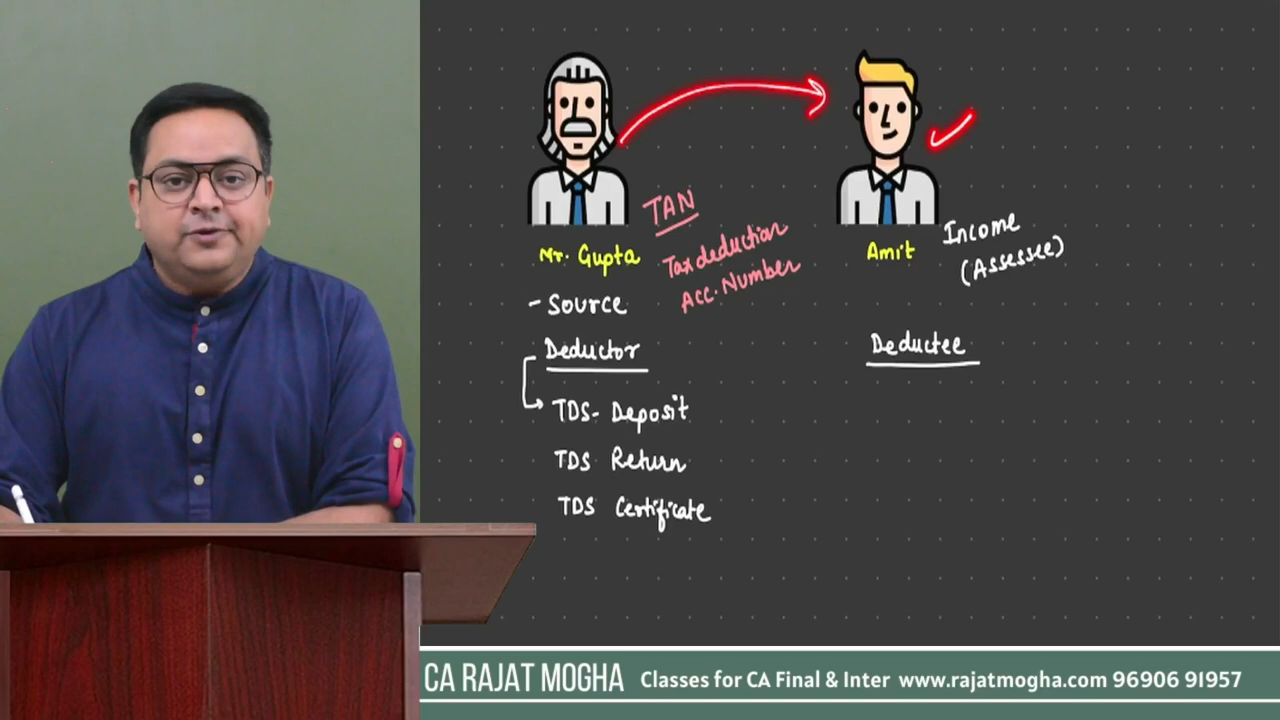 TAN
Mr. Gupta
Tax deduction
Acc. Number
Amit
Income
(Assessee)
- Source
Deductor
Deductee
TDS- Deposit
TDS Return
TDS Certificate
CA RAJAT MOGHA Classes for CA Final & Inter www.rajatmogha.com 96906 91957